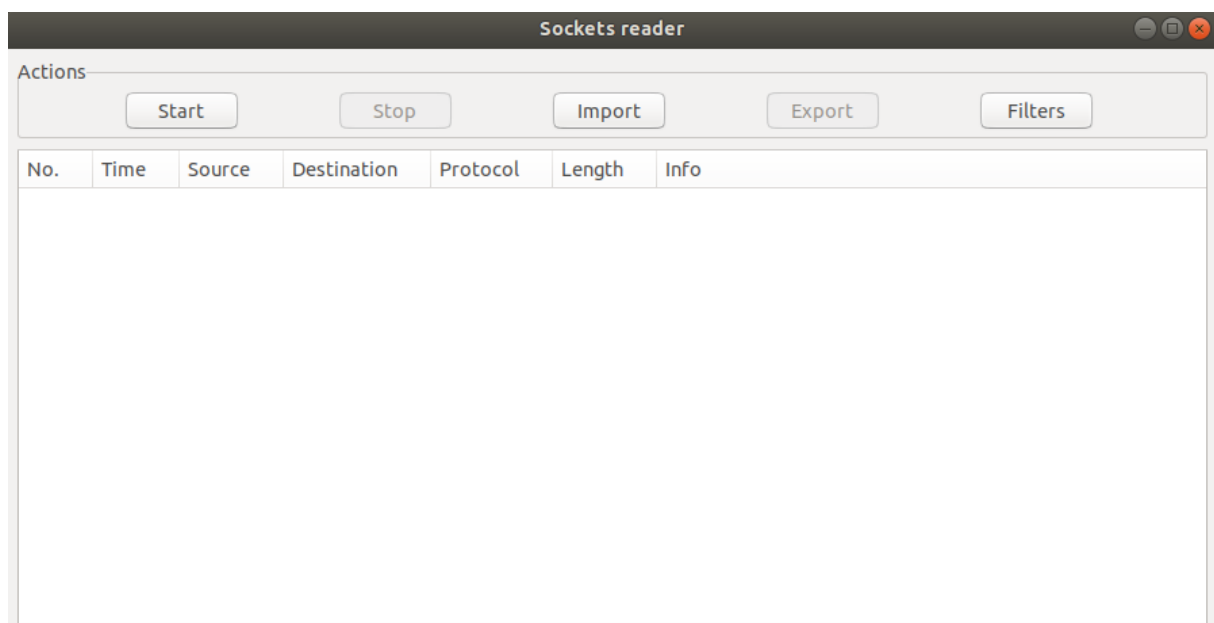 Sockets reader
Actions
Start Stop Import Export Filters
No. Time Source Destination Protocol Length Info